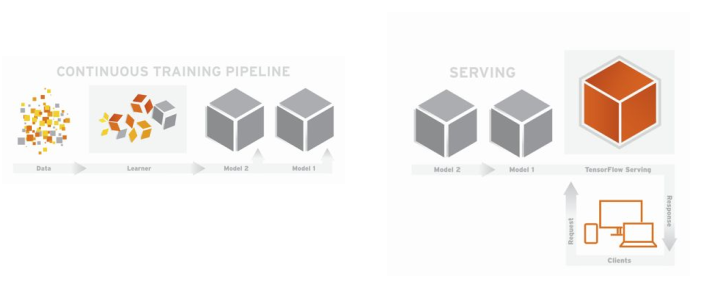 CONTINUOUS TRAINING PIPELINE
Data
Learner
Model 2
Model 1
SERVING
Model 2
Model 1
TensorFlow Serving
Request
Response
Clients